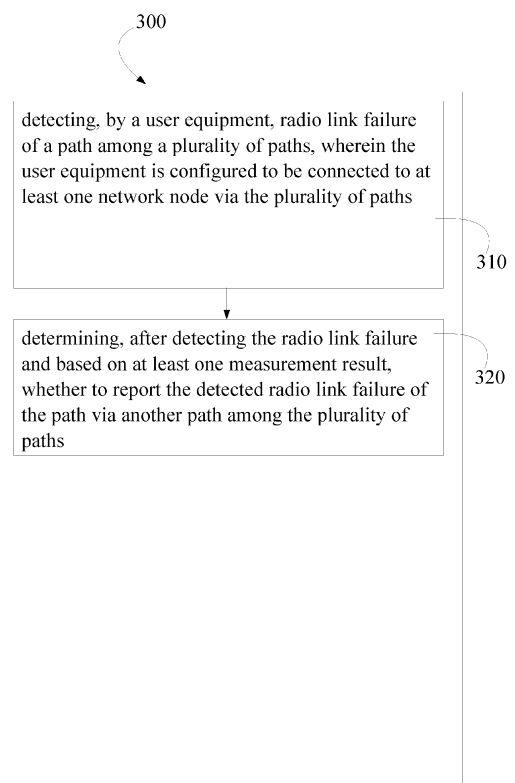 300
detecting, by a user equipment, radio link failure
of a path among a plurality of paths, wherein the
user equipment is configured to be connected to at
least one network node via the plurality of paths
310
determining, after detecting the radio link failure
and based on at least one measurement result,
whether to report the detected radio link failure of
the path via another path among the plurality of
paths
320